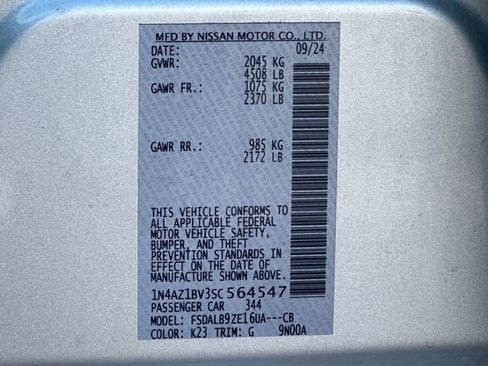 MFD BY NISSAN MOTOR CO., LTD.
DATE: 09/24
GVWR: 2045 KG
4508 LB
GAWR FR.: 1075 KG
2370 LB
GAWR RR.: 985 KG
2172 LB
THIS VEHICLE CONFORMS TO
ALL APPLICABLE FEDERAL
MOTOR VEHICLE SAFETY,
BUMPER, AND THEFT
PREVENTION STANDARDS IN
EFFECT ON THE DATE OF
MANUFACTURE SHOWN ABOVE.
1N4AZ1BV3SC564547
PASSENGER CAR 344
MODEL: FSDALB9ZE16UA---CB
COLOR: K23 TRIM: G 9N00A